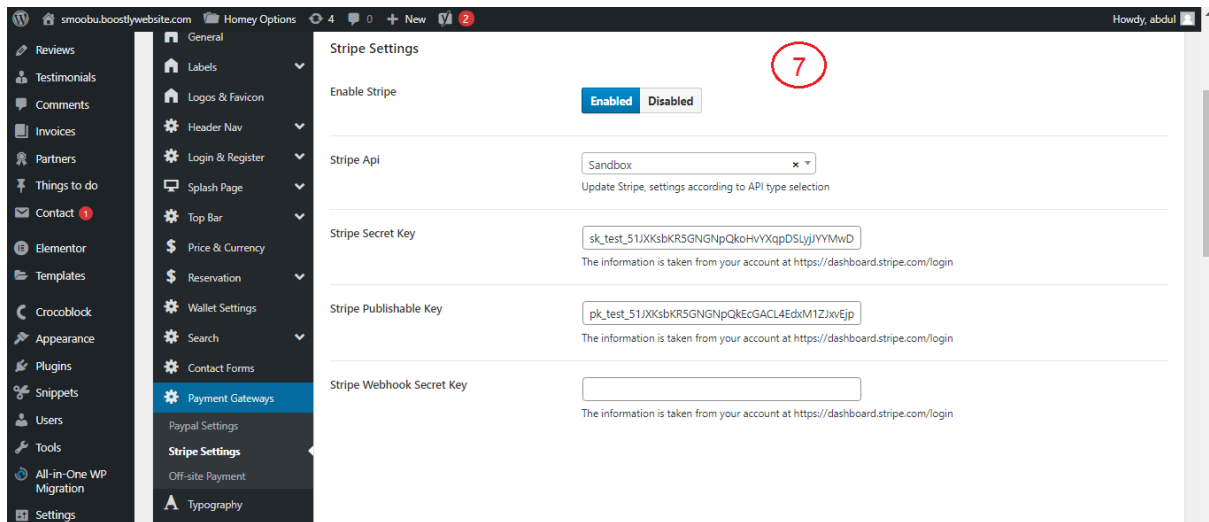 smoobu.boostlywebsite.com Homey Options 4 0 + New 2 Howdy, abdul
Reviews
Testimonials
Comments
Invoices
Partners
Things to do
Contact 1
Elementor
Templates
Crocoblock
Appearance
Plugins
Snippets
Users
Tools
All-in-One WP
Migration
Settings
General
Labels
Logos & Favicon
Header Nav
Login & Register
Splash Page
Top Bar
Price & Currency
Reservation
Wallet Settings
Search
Contact Forms
Payment Gateways
Paypal Settings
Stripe Settings
Off-site Payment
Typography
Stripe Settings
7
Enable Stripe
Enabled Disabled
Stripe Api
Sandbox
Update Stripe, settings according to API type selection
Stripe Secret Key
sk_test_51JXKsbKR5GNGNpQkoHvYXqpDSLyjJYYMwD
The information is taken from your account at https://dashboard.stripe.com/login
Stripe Publishable Key
pk_test_51JXKsbKR5GNGNpQkEcGACL4EdxM1ZJxvEjp
The information is taken from your account at https://dashboard.stripe.com/login
Stripe Webhook Secret Key
The information is taken from your account at https://dashboard.stripe.com/login